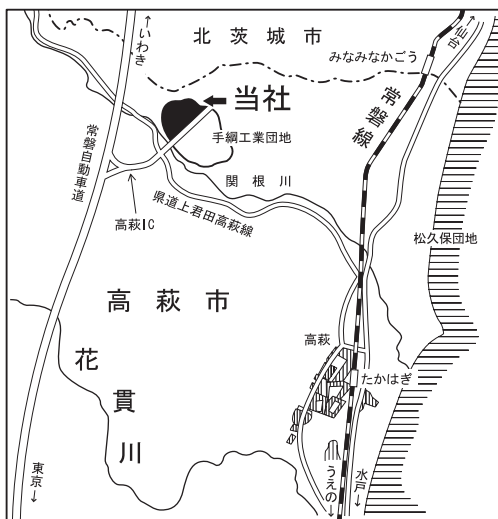 ↑いわき
北茨城市
↑仙台
みなみなかごう
当社
手綱工業団地
常磐線
常磐自動車道
関根川
県道上君田高萩線
高萩IC
松久保団地
高萩市
高萩
たかはぎ
花貫川
東京↓
うえの↓
水戸↓